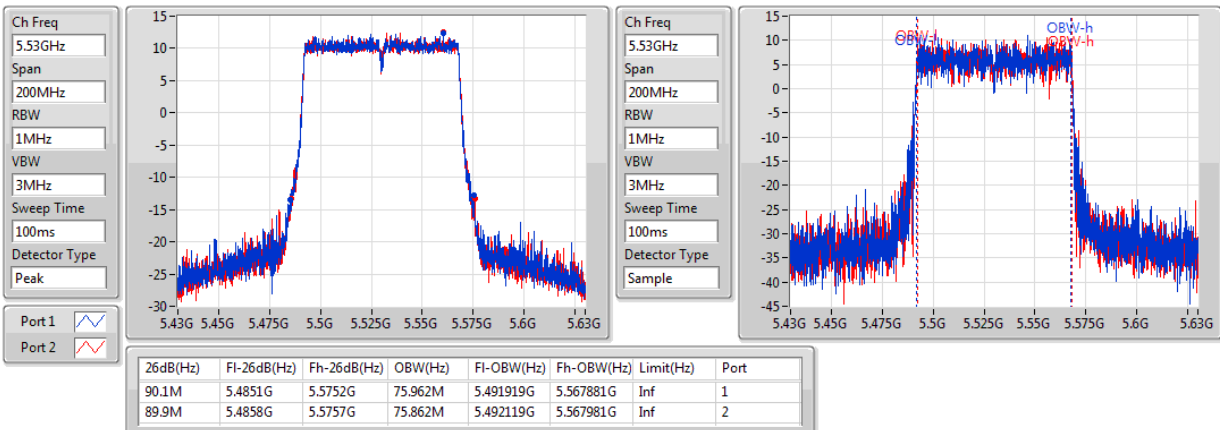 Ch Freq
5.53GHz
Span
200MHz
RBW
1MHz
VBW
3MHz
Sweep Time
100ms
Detector Type
Peak
Port 1
Port 2
15
10
5
0
-5
-10
-15
-20
-25
-30
5.43G 5.45G 5.475G 5.5G 5.525G 5.55G 5.575G 5.6G 5.63G
Ch Freq
5.53GHz
Span
200MHz
RBW
1MHz
VBW
3MHz
Sweep Time
100ms
Detector Type
Sample
15
10
5
0
-5
-10
-15
-20
-25
-30
-35
-40
-45
OBW-h
OBW-h
5.43G 5.45G 5.475G 5.5G 5.525G 5.55G 5.575G 5.6G 5.63G
26dB(Hz) Fl-26dB(Hz) Fh-26dB(Hz) OBW(Hz) Fl-OBW(Hz) Fh-OBW(Hz) Limit(Hz) Port
90.1M 5.4851G 5.5752G 75.962M 5.491919G 5.567881G Inf 1
89.9M 5.4858G 5.5757G 75.862M 5.492119G 5.567981G Inf 2